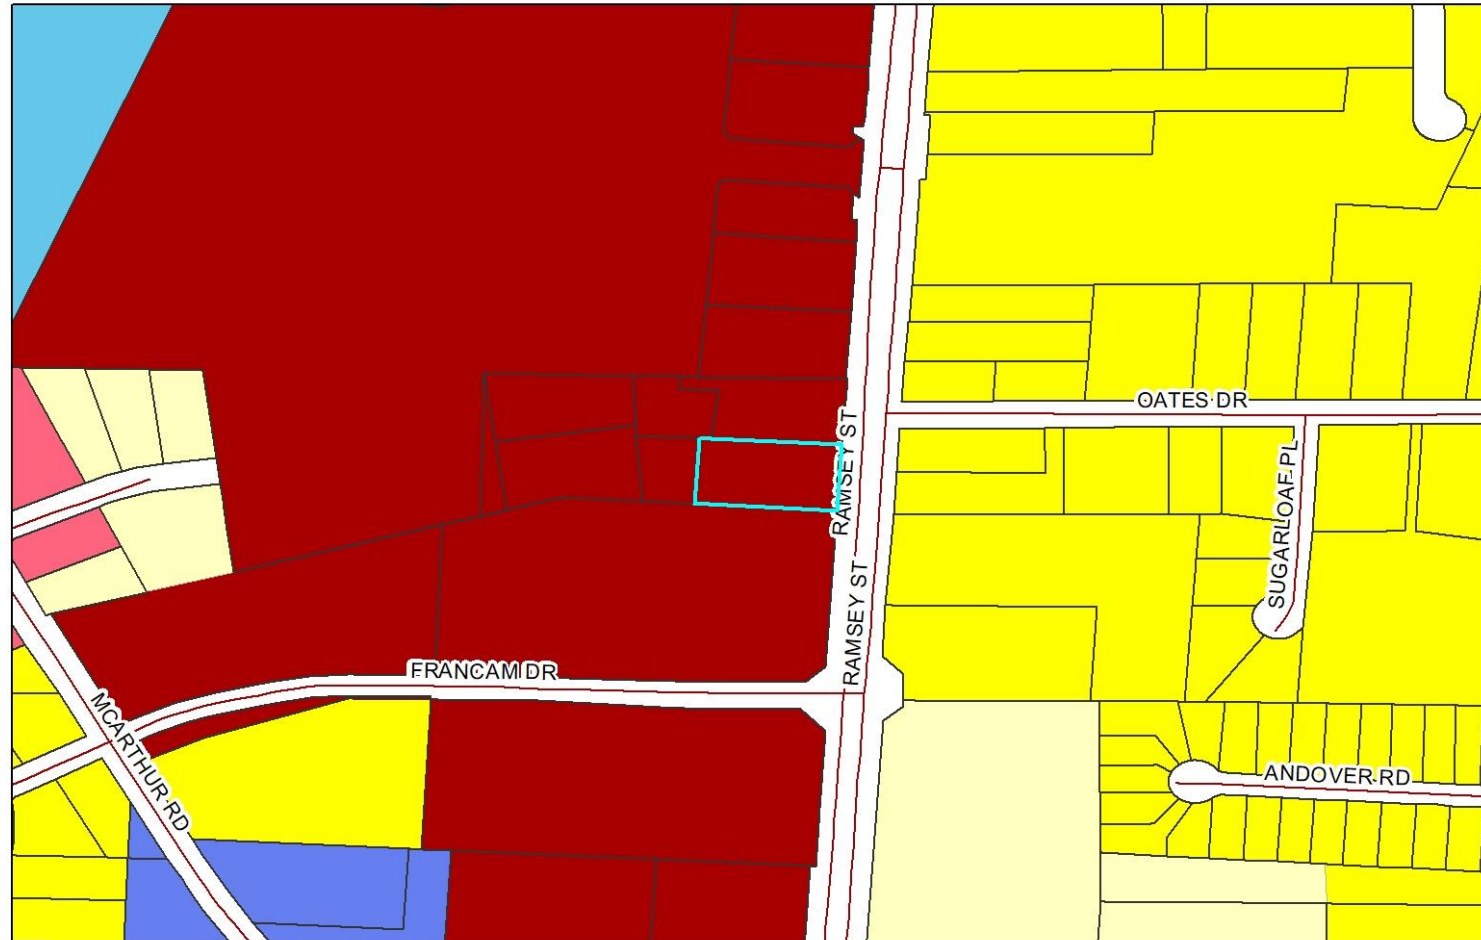 OATES DR
RAMSEY ST
SUGARLOAF PL
RAMSEY ST
FRANCAM DR
MCARTHUR RD
ANDOVER RD